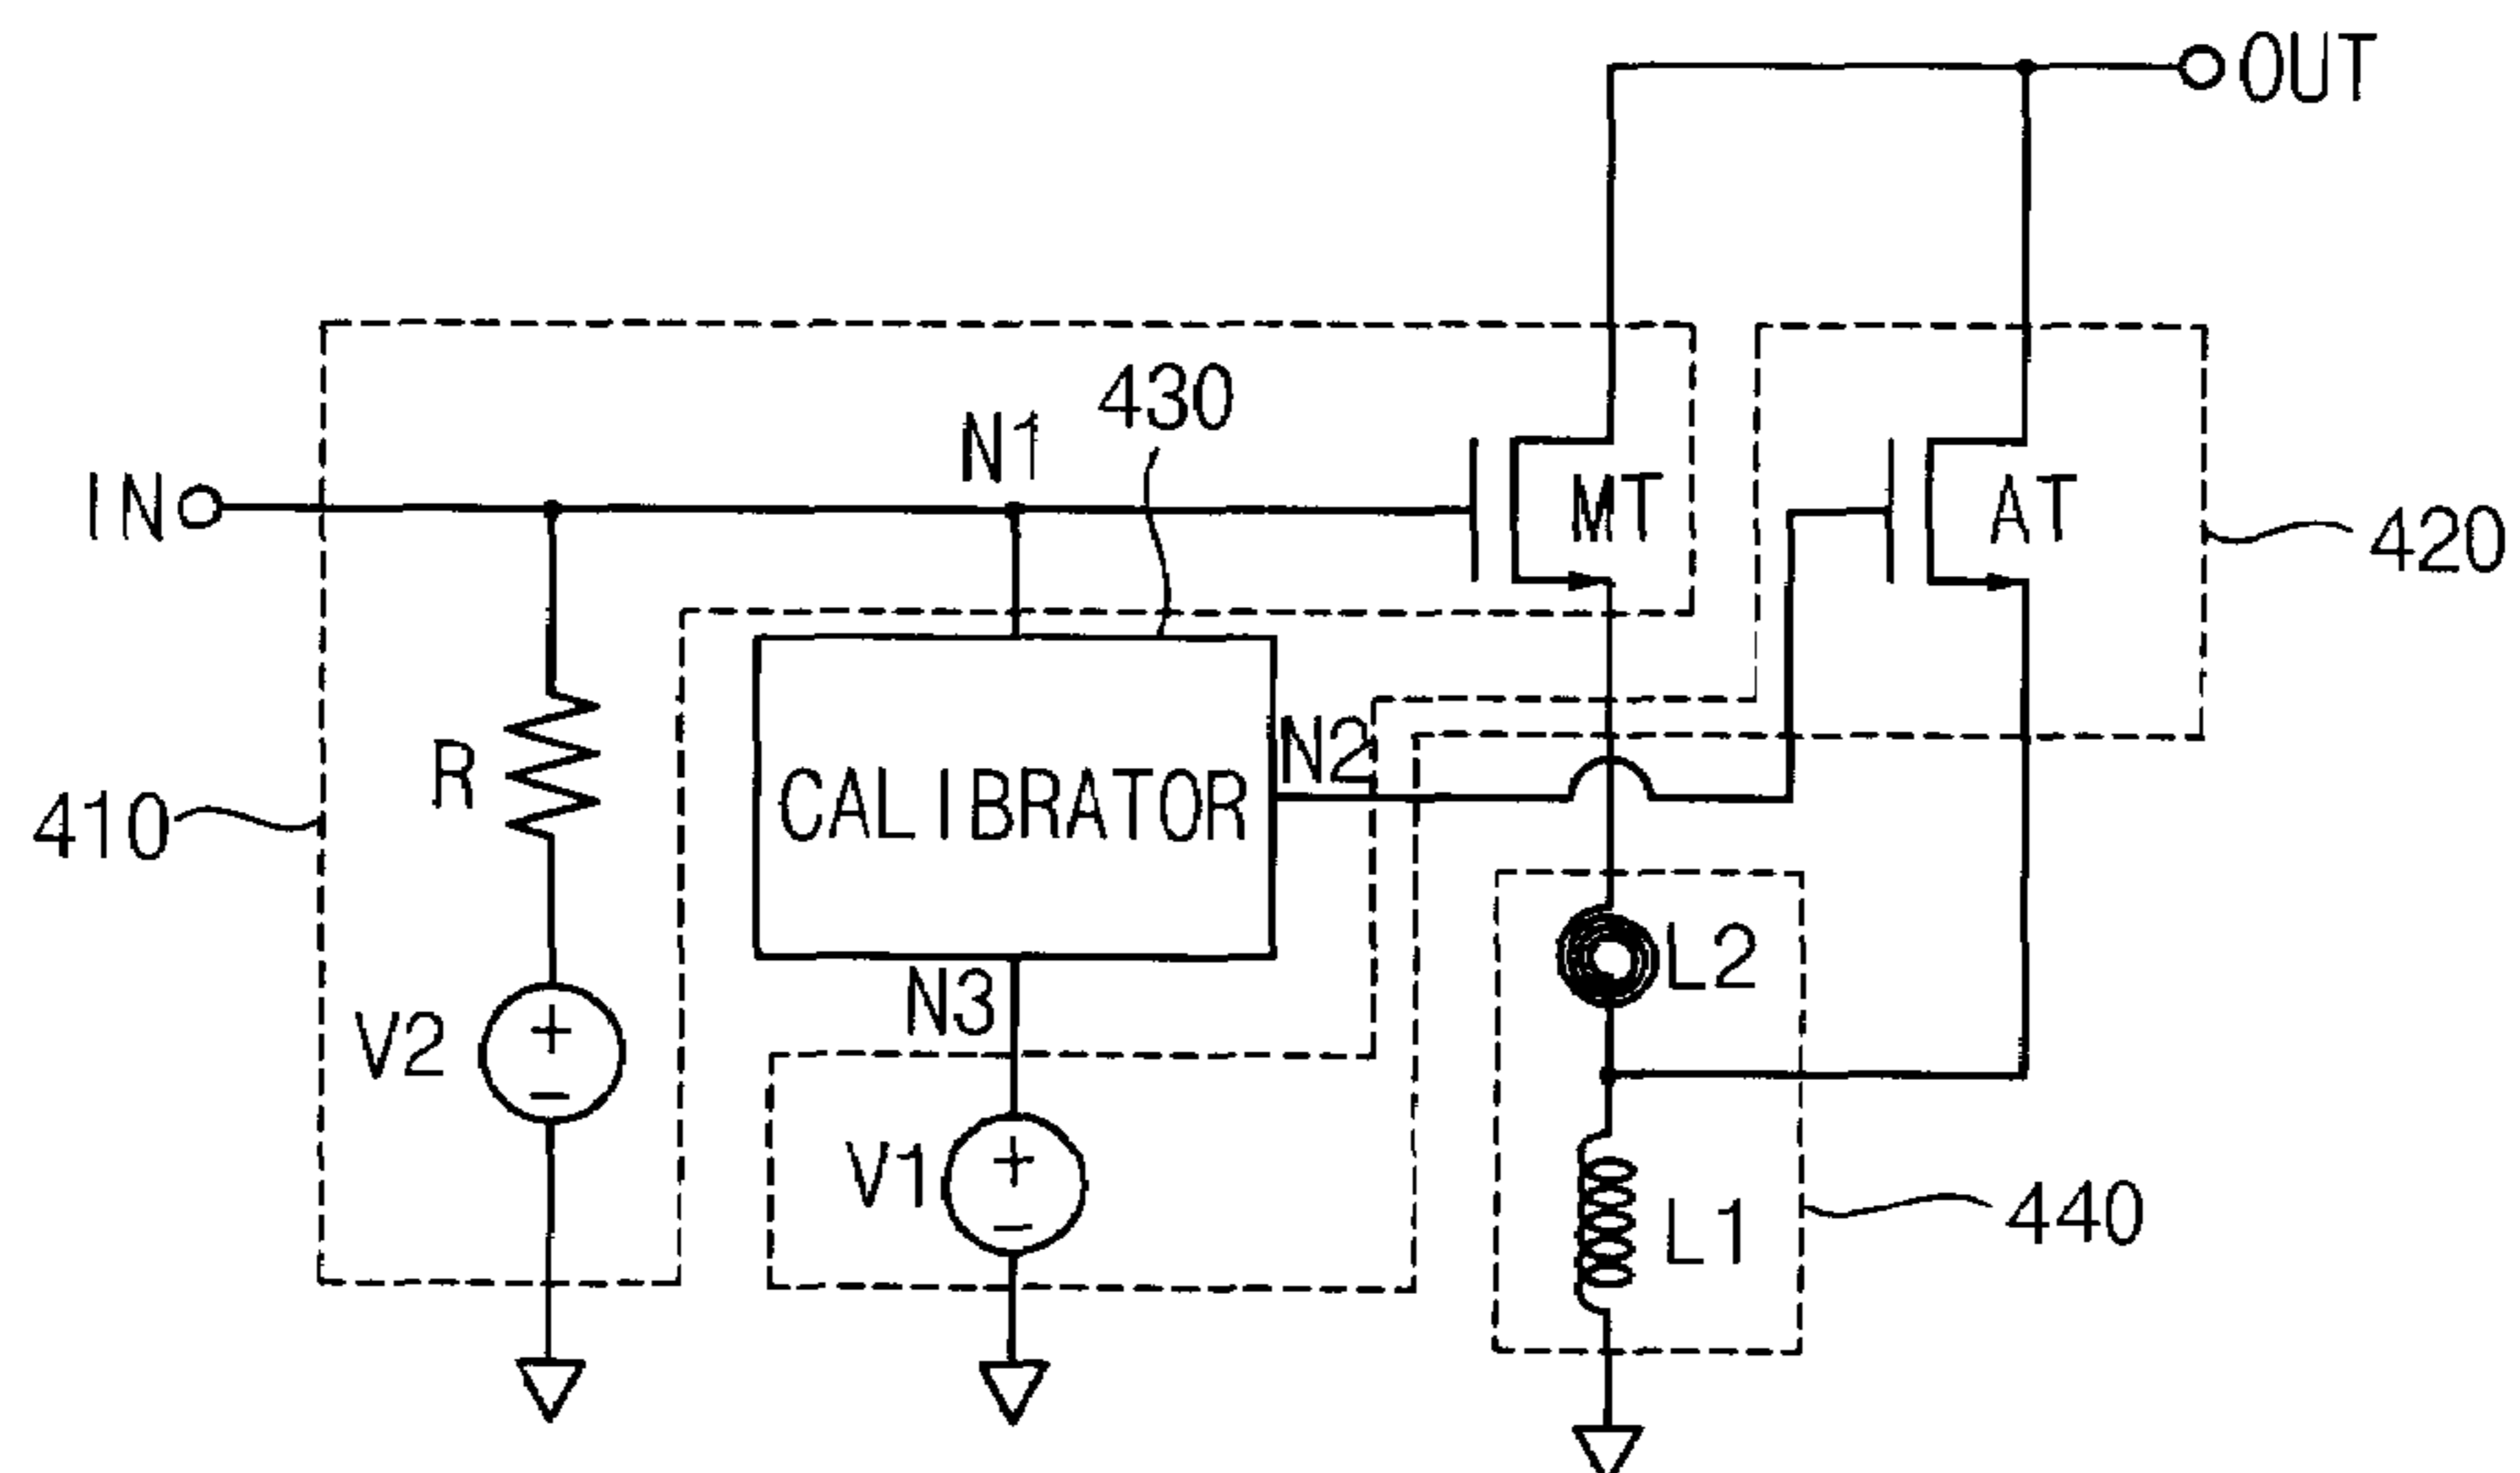 OUT
430
N1
IN
MT
AT
420
N2
R
CALIBRATOR
410
L2
N3
V2
V1
L1
440